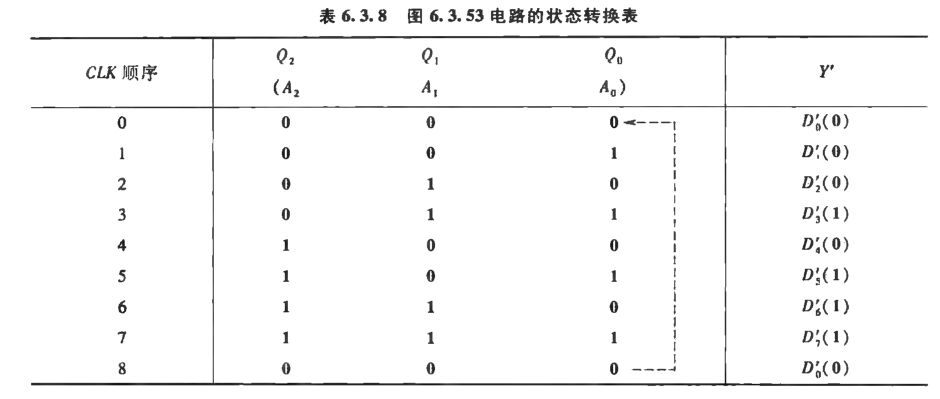 表 6.3.8 图 6.3.53 电路的状态转换表
CLK 顺序 Q₂ Q₁ Q₀ Y′
(A₂ A₁ A₀)
0 0 0 0 D′₀(0)
1 0 0 1 D′₁(0)
2 0 1 0 D′₂(0)
3 0 1 1 D′₃(1)
4 1 0 0 D′₄(0)
5 1 0 1 D′₅(1)
6 1 1 0 D′₆(1)
7 1 1 1 D′₇(1)
8 0 0 0 D′₀(0)